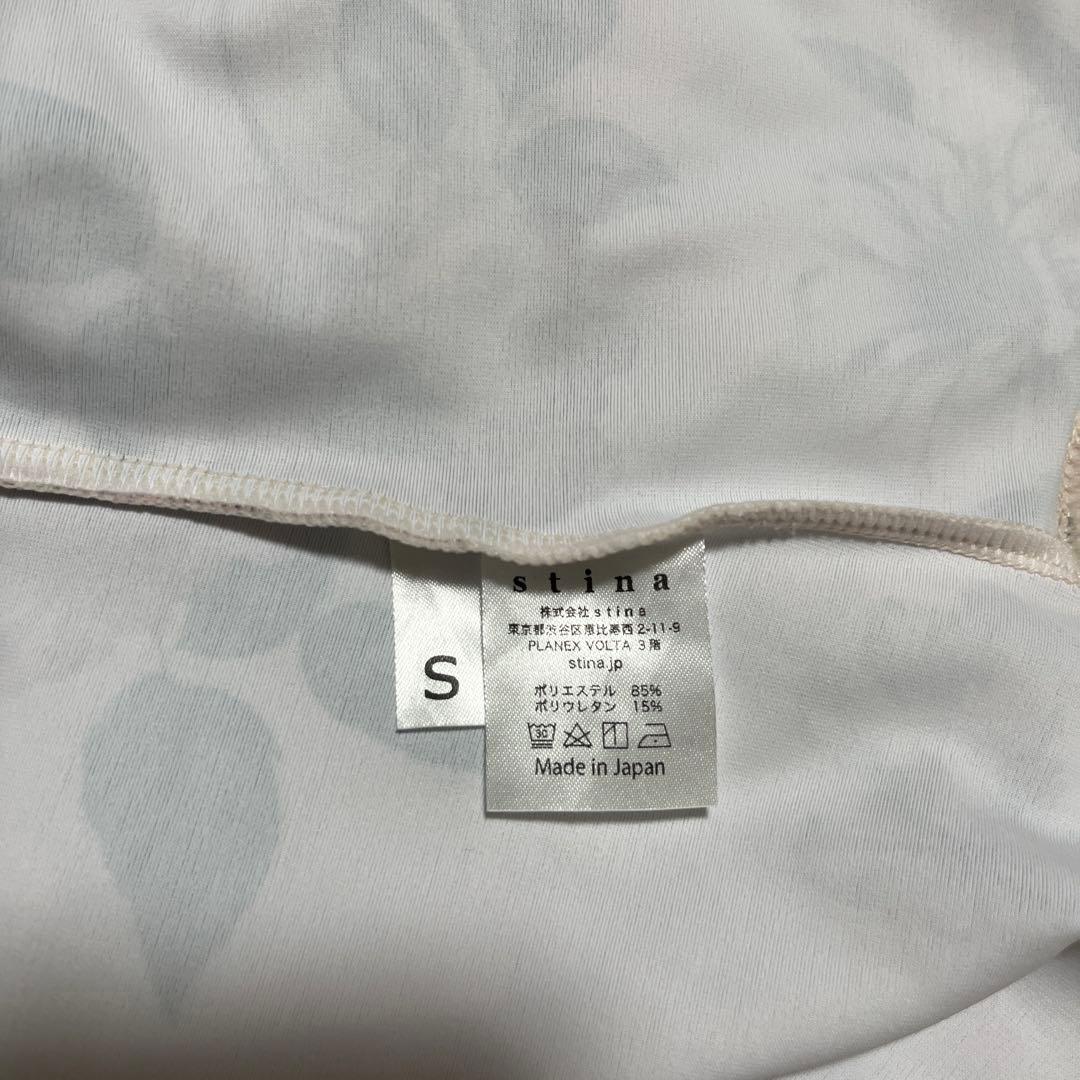 S
stina
株式会社stina
東京都渋谷区恵比寿西 2-11-9
PLANEX VOLTA 3階
stina.jp
ポリエステル 85%
ポリウレタン 15%
30
Made in Japan